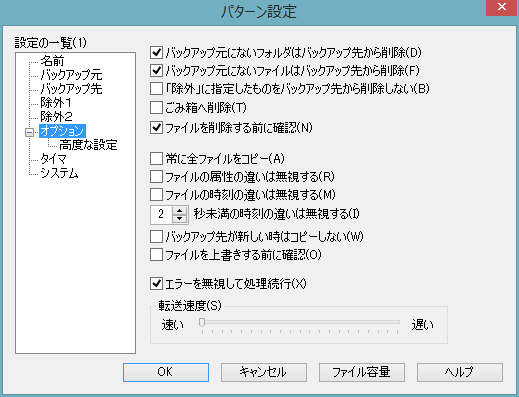 パターン設定
設定の一覧(1)
名前
バックアップ元
バックアップ先
除外1
除外2
オプション
高度な設定
タイマ
システム
バックアップ元にないフォルダはバックアップ先から削除(D)
バックアップ元にないファイルはバックアップ先から削除(F)
「除外」に指定したものをバックアップ先から削除しない(B)
ごみ箱へ削除(T)
ファイルを削除する前に確認(N)
常に全ファイルをコピー(A)
ファイルの属性の違いは無視する(R)
ファイルの時刻の違いは無視する(M)
2 秒未満の時刻の違いは無視する(I)
バックアップ先が新しい時はコピーしない(W)
ファイルを上書きする前に確認(O)
エラーを無視して処理続行(X)
転送速度(S)
速い 遅い
OK キャンセル ファイル容量 ヘルプ